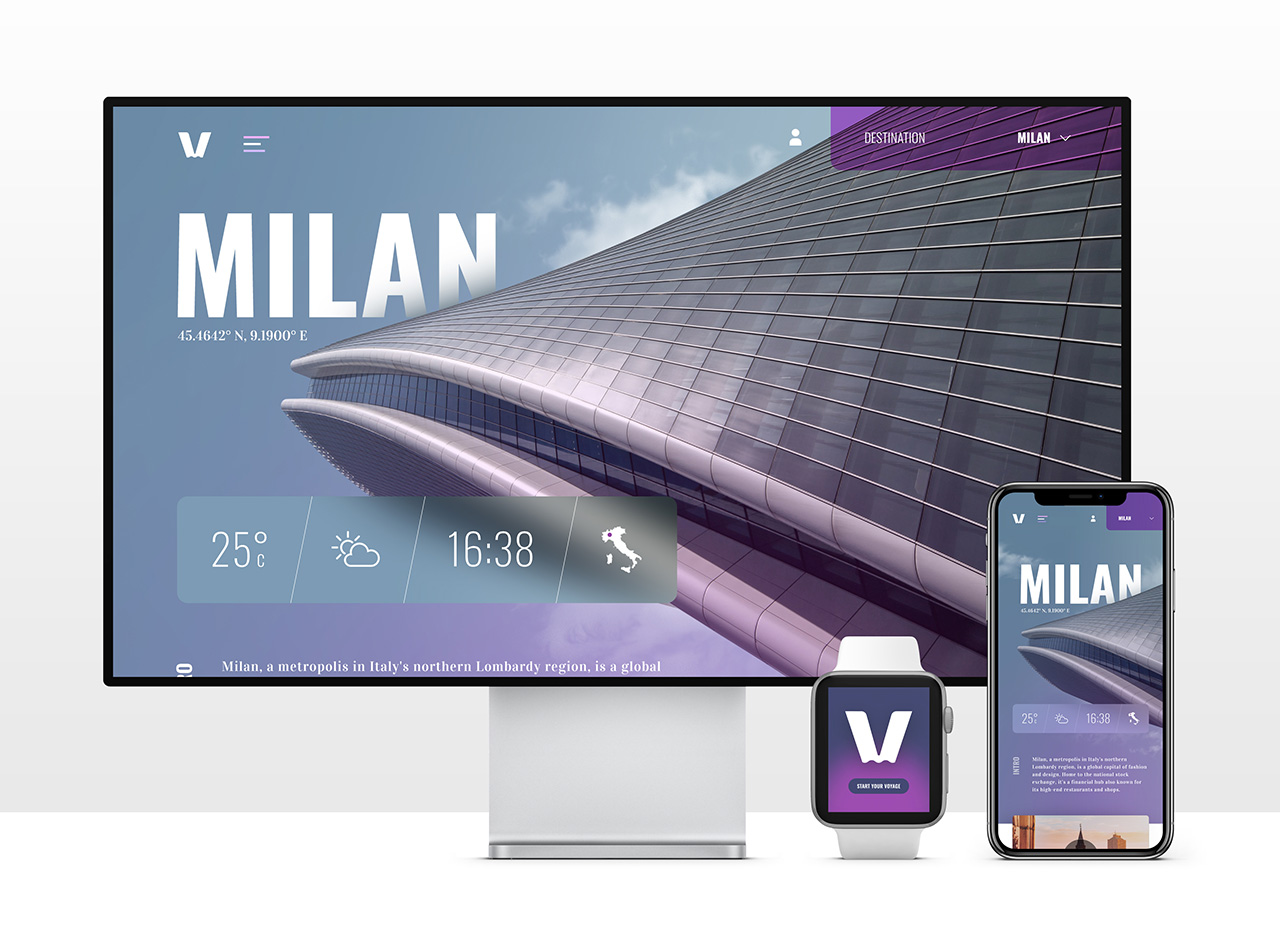 DESTINATION
MILAN
MILAN
45.4642° N, 9.1900° E
25° C
16:38
RO
Milan, a metropolis in Italy's northern Lombardy region, is a global
V
START YOUR VOYAGE
MILAN
MILAN
45.4642° N, 9.1900° E
25° C
16:38
INTRO
Milan, a metropolis in Italy's northern
Lombardy region, is a global capital of fashion
and design. Home to the national stock
exchange, it's a financial hub also known for
its high-end restaurants and shops.